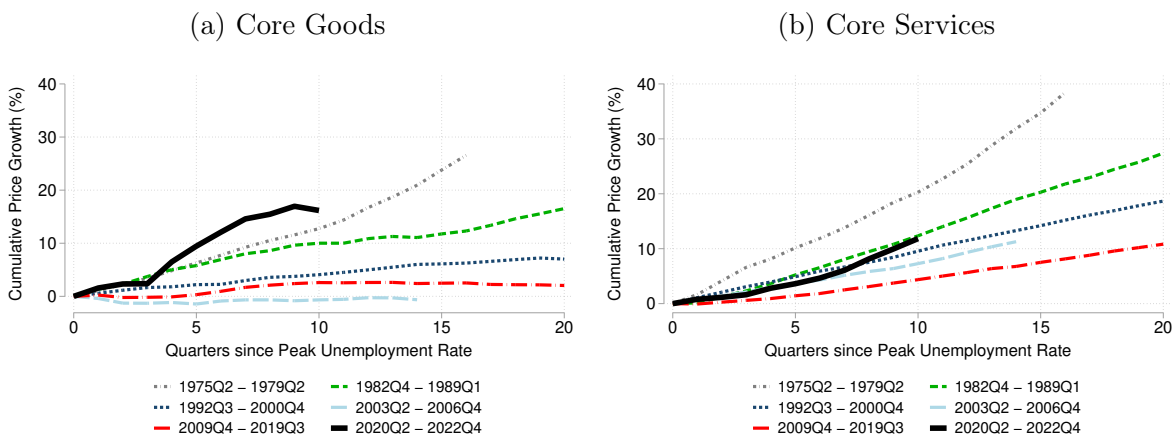 (a) Core Goods
Cumulative Price Growth (%)
40
30
20
10
0
0 5 10 15 20
Quarters since Peak Unemployment Rate
1975Q2 − 1979Q2 1982Q4 − 1989Q1
1992Q3 − 2000Q4 2003Q2 − 2006Q4
2009Q4 − 2019Q3 2020Q2 − 2022Q4
(b) Core Services
Cumulative Price Growth (%)
40
30
20
10
0
0 5 10 15 20
Quarters since Peak Unemployment Rate
1975Q2 − 1979Q2 1982Q4 − 1989Q1
1992Q3 − 2000Q4 2003Q2 − 2006Q4
2009Q4 − 2019Q3 2020Q2 − 2022Q4